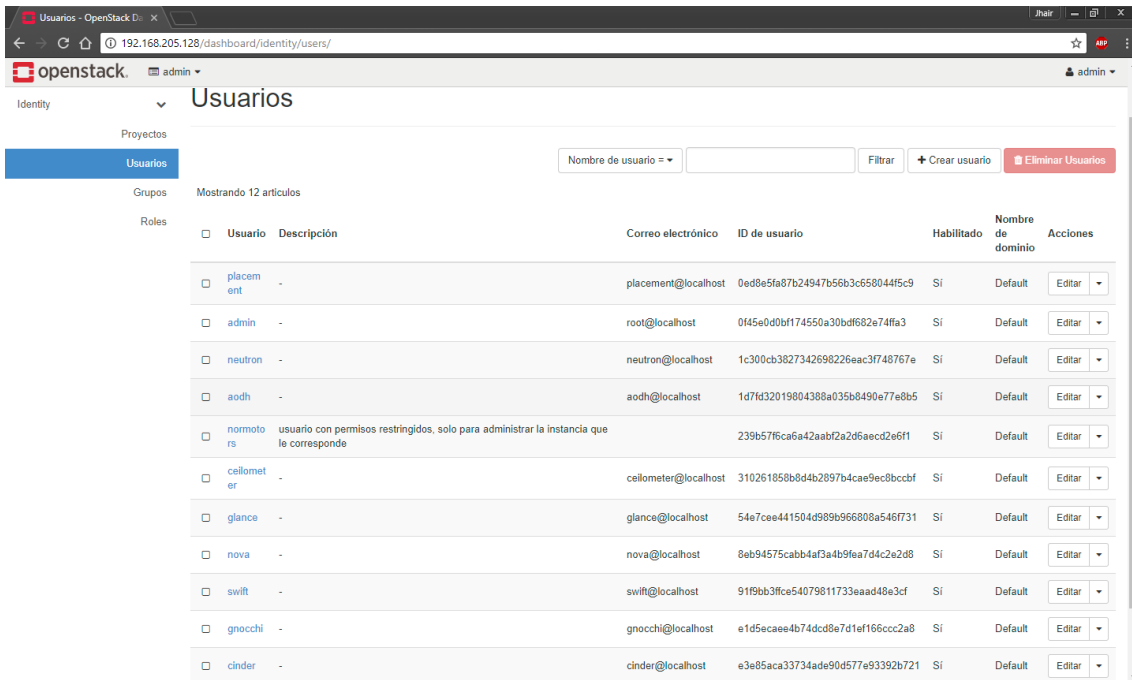 Usuarios - OpenStack Da
Jhair
192.168.205.128/dashboard/identity/users/
ABP
openstack. admin
admin
Identity
Usuarios
Proyectos
Usuarios
Grupos
Roles
Nombre de usuario =
Filtrar
+ Crear usuario
Eliminar Usuarios
Mostrando 12 articulos
Usuario Descripción Correo electrónico ID de usuario Habilitado Nombre de dominio Acciones
placem
ent - placement@localhost 0ed8e5fa87b24947b56b3c658044f5c9 Sí Default Editar
admin - root@localhost 0f45e0d0bf174550a30bdf682e74ffa3 Sí Default Editar
neutron - neutron@localhost 1c300cb3827342698226eac3f748767e Sí Default Editar
aodh - aodh@localhost 1d7fd32019804388a035b8490e77e8b5 Sí Default Editar
normoto
rs usuario con permisos restringidos, solo para administrar la instancia que
le corresponde 239b57f6ca6a42aabf2a2d6aecd2e6f1 Sí Default Editar
ceilomet
er - ceilometer@localhost 310261858b8d4b2897b4cae9ec8bccbf Sí Default Editar
glance - glance@localhost 54e7cee441504d989b966808a546f731 Sí Default Editar
nova - nova@localhost 8eb94575cabb4af3a4b9fea7d4c2e2d8 Sí Default Editar
swift - swift@localhost 91f9bb3ffce54079811733eaad48e3cf Sí Default Editar
gnocchi - gnocchi@localhost e1d5ecaee4b74dcd8e7d1ef166ccc2a8 Sí Default Editar
cinder - cinder@localhost e3e85aca33734ade90d577e93392b721 Sí Default Editar